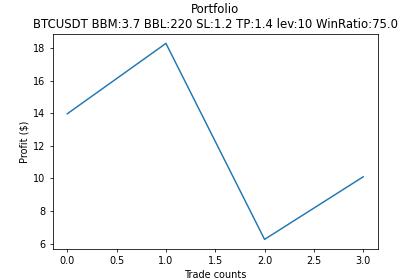 Portfolio
BTCUSDT BBM:3.7 BBL:220 SL:1.2 TP:1.4 lev:10 WinRatio:75.0
18
16
14
12
10
8
6
Profit ($)
0.0 0.5 1.0 1.5 2.0 2.5 3.0
Trade counts